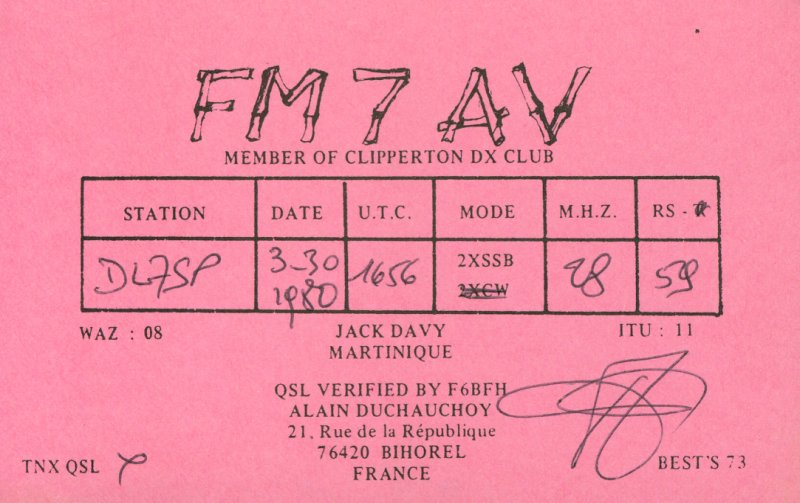 FM7AV
MEMBER OF CLIPPERTON DX CLUB
STATION DATE U.T.C. MODE M.H.Z. RS - T
DL7SP 3-30 1980 1656 2XSSB 2XCW 28 59
WAZ : 08 JACK DAVY ITU : 11
MARTINIQUE
QSL VERIFIED BY F6BFH
ALAIN DUCHAUCHOY
21, Rue de la République
76420 BIHOREL
TNX QSL FRANCE BEST'S 73